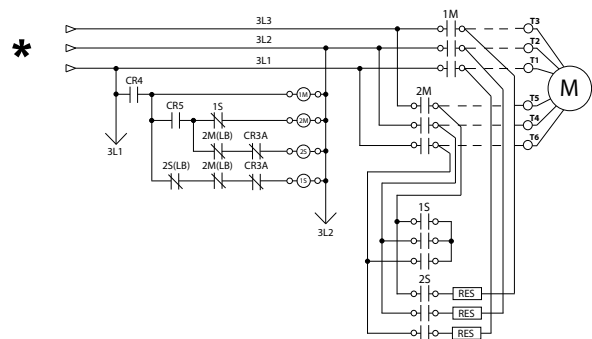 3L3 1M T3
3L2 T2
3L1 T1
M
CR4 2M T5
CR5 1S 1M T4
2M T6
2M(LB) CR3A
2S
3L1
2S(LB) 2M(LB) CR3A
1S
1S
3L2
2S
RES
RES
RES
*